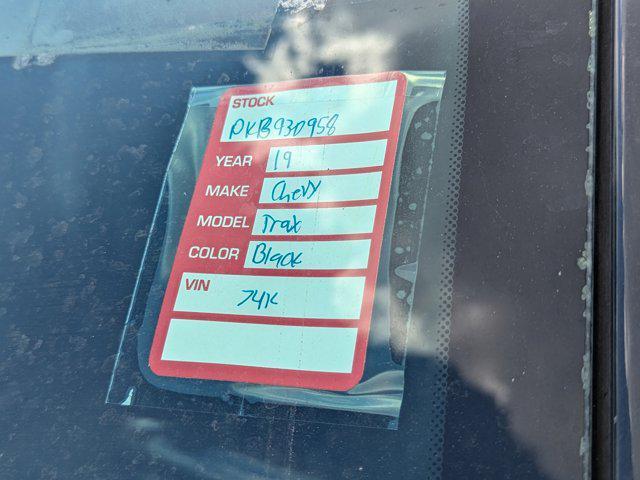 STOCK
PKB930958
YEAR 19
MAKE Chevy
MODEL Trax
COLOR Black
VIN
74K